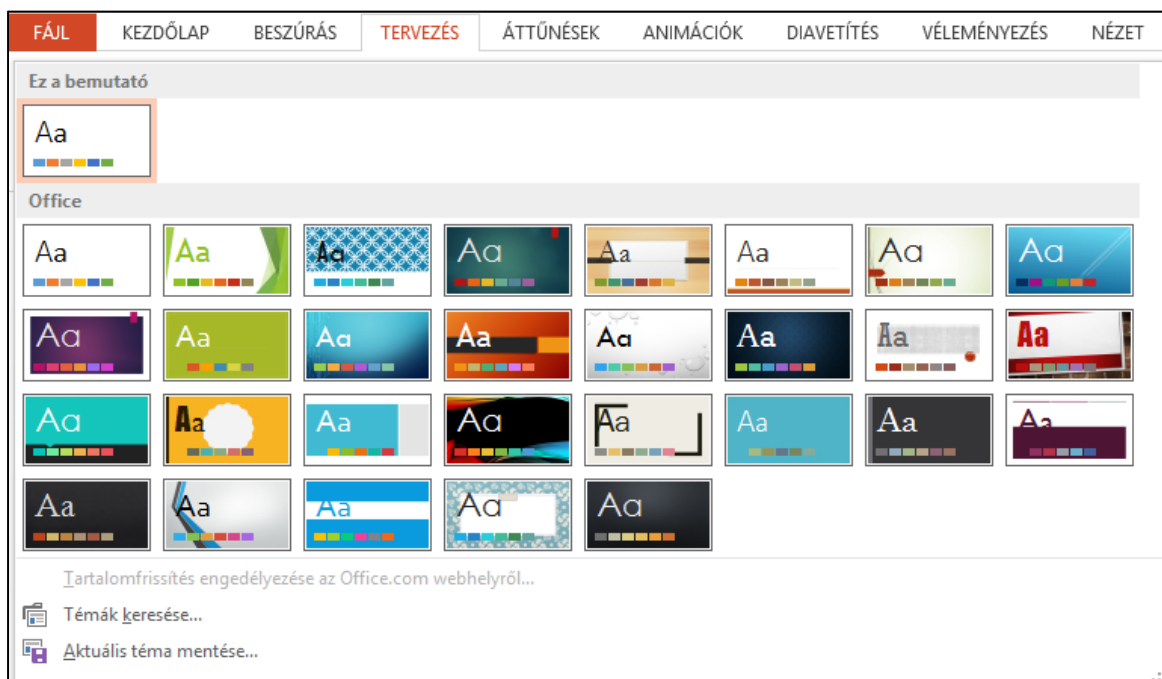 FÁJL KEZDŐLAP BESZÚRÁS TERVEZÉS ÁTTŰNÉSEK ANIMÁCIÓK DIAVETÍTÉS VÉLEMÉNYEZÉS NÉZET
Ez a bemutató
Aa
Office
Aa Aa Aa Aa Aa Aa Aa Aa
Aa Aa Aa Aa Aa Aa Aa Aa
Aa Aa Aa Aa Aa Aa Aa Aa
Aa Aa Aa Aa Aa
Tartalomfrissítés engedélyezése az Office.com webhelyről...
Témák keresése...
Aktuális téma mentése...